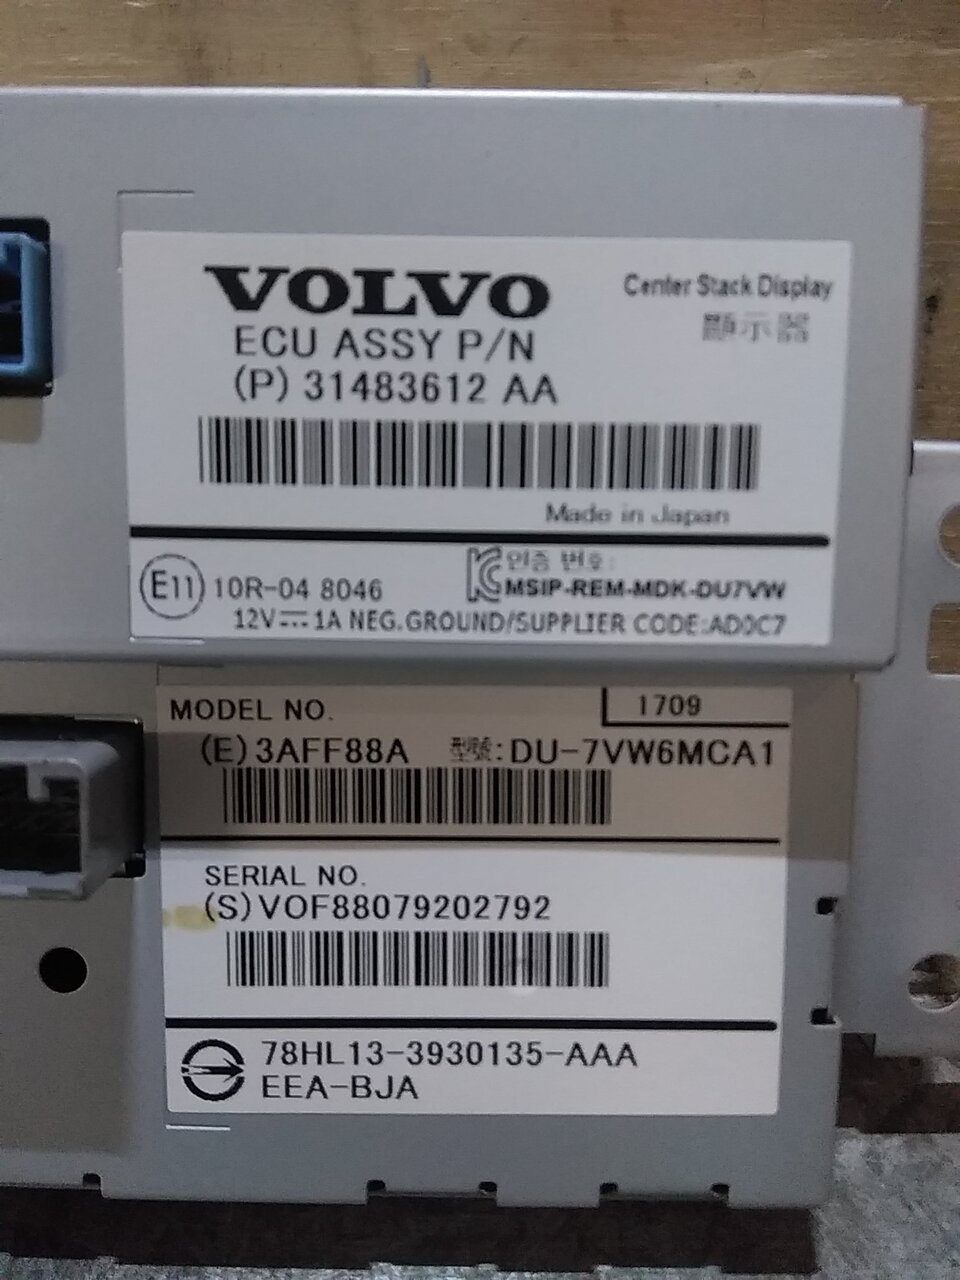 VOLVO
Center Stack Display
顯示器
ECU ASSY P/N
(P) 31483612 AA
Made in Japan
E11 10R-04 8046
인증 번호:
MSIP-REM-MDK-DU7VW
12V⎓1A NEG.GROUND/SUPPLIER CODE:AD0C7
MODEL NO.
1709
(E)3AFF88A 型號:DU-7VW6MCA1
SERIAL NO.
(S)VOF88079202792
78HL13-3930135-AAA
EEA-BJA